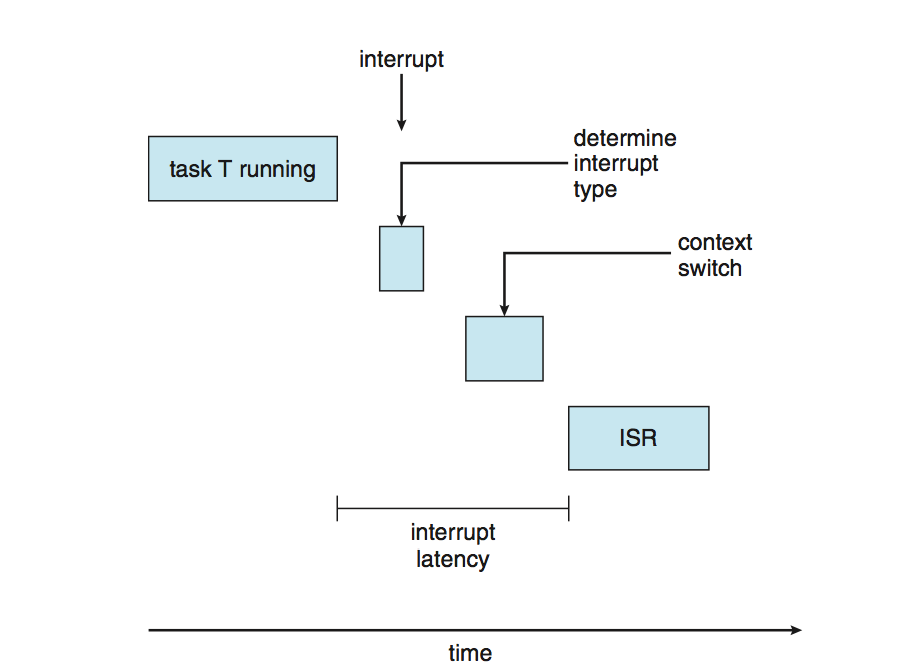 interrupt
task T running
determine
interrupt
type
context
switch
ISR
interrupt
latency
time